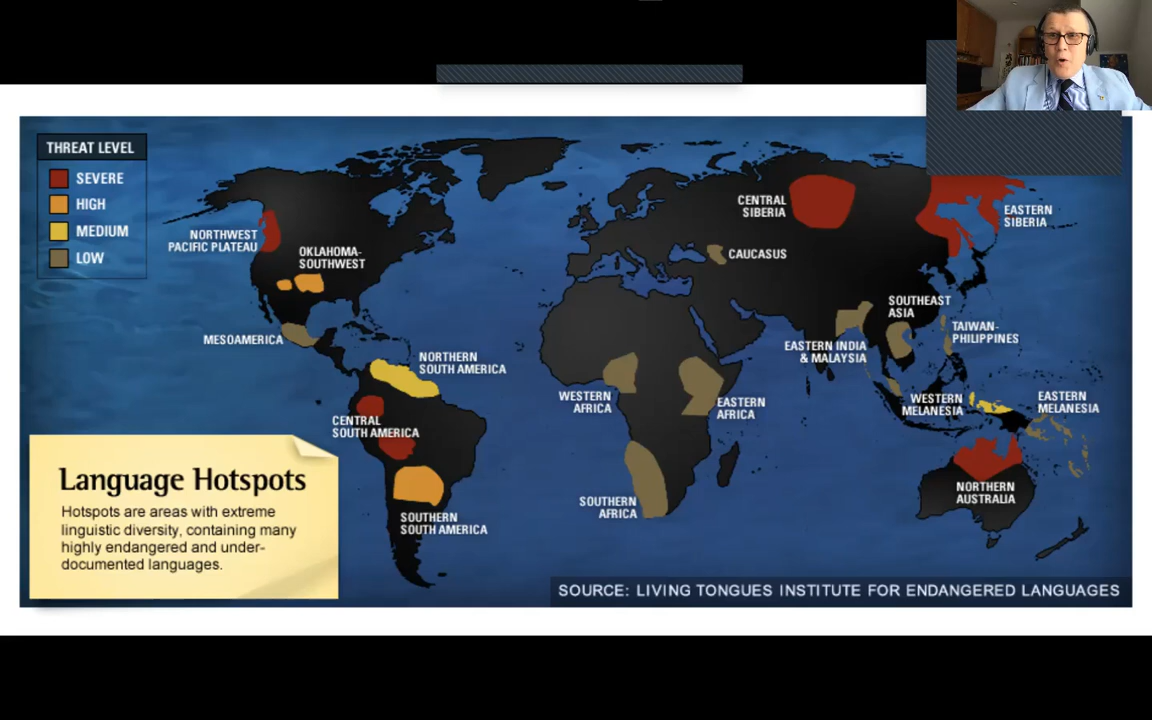 THREAT LEVEL
SEVERE
HIGH
MEDIUM
LOW
NORTHWEST
PACIFIC PLATEAU
OKLAHOMA-
SOUTHWEST
MESOAMERICA
NORTHERN
SOUTH AMERICA
CENTRAL
SOUTH AMERICA
SOUTHERN
SOUTH AMERICA
WESTERN
AFRICA
EASTERN
AFRICA
SOUTHERN
AFRICA
CENTRAL
SIBERIA
EASTERN
SIBERIA
CAUCASUS
SOUTHEAST
ASIA
TAIWAN-
PHILIPPINES
EASTERN INDIA
& MALAYSIA
WESTERN
MELANESIA
EASTERN
MELANESIA
NORTHERN
AUSTRALIA
Language Hotspots
Hotspots are areas with extreme
linguistic diversity, containing many
highly endangered and under-
documented languages.
SOURCE: LIVING TONGUES INSTITUTE FOR ENDANGERED LANGUAGES